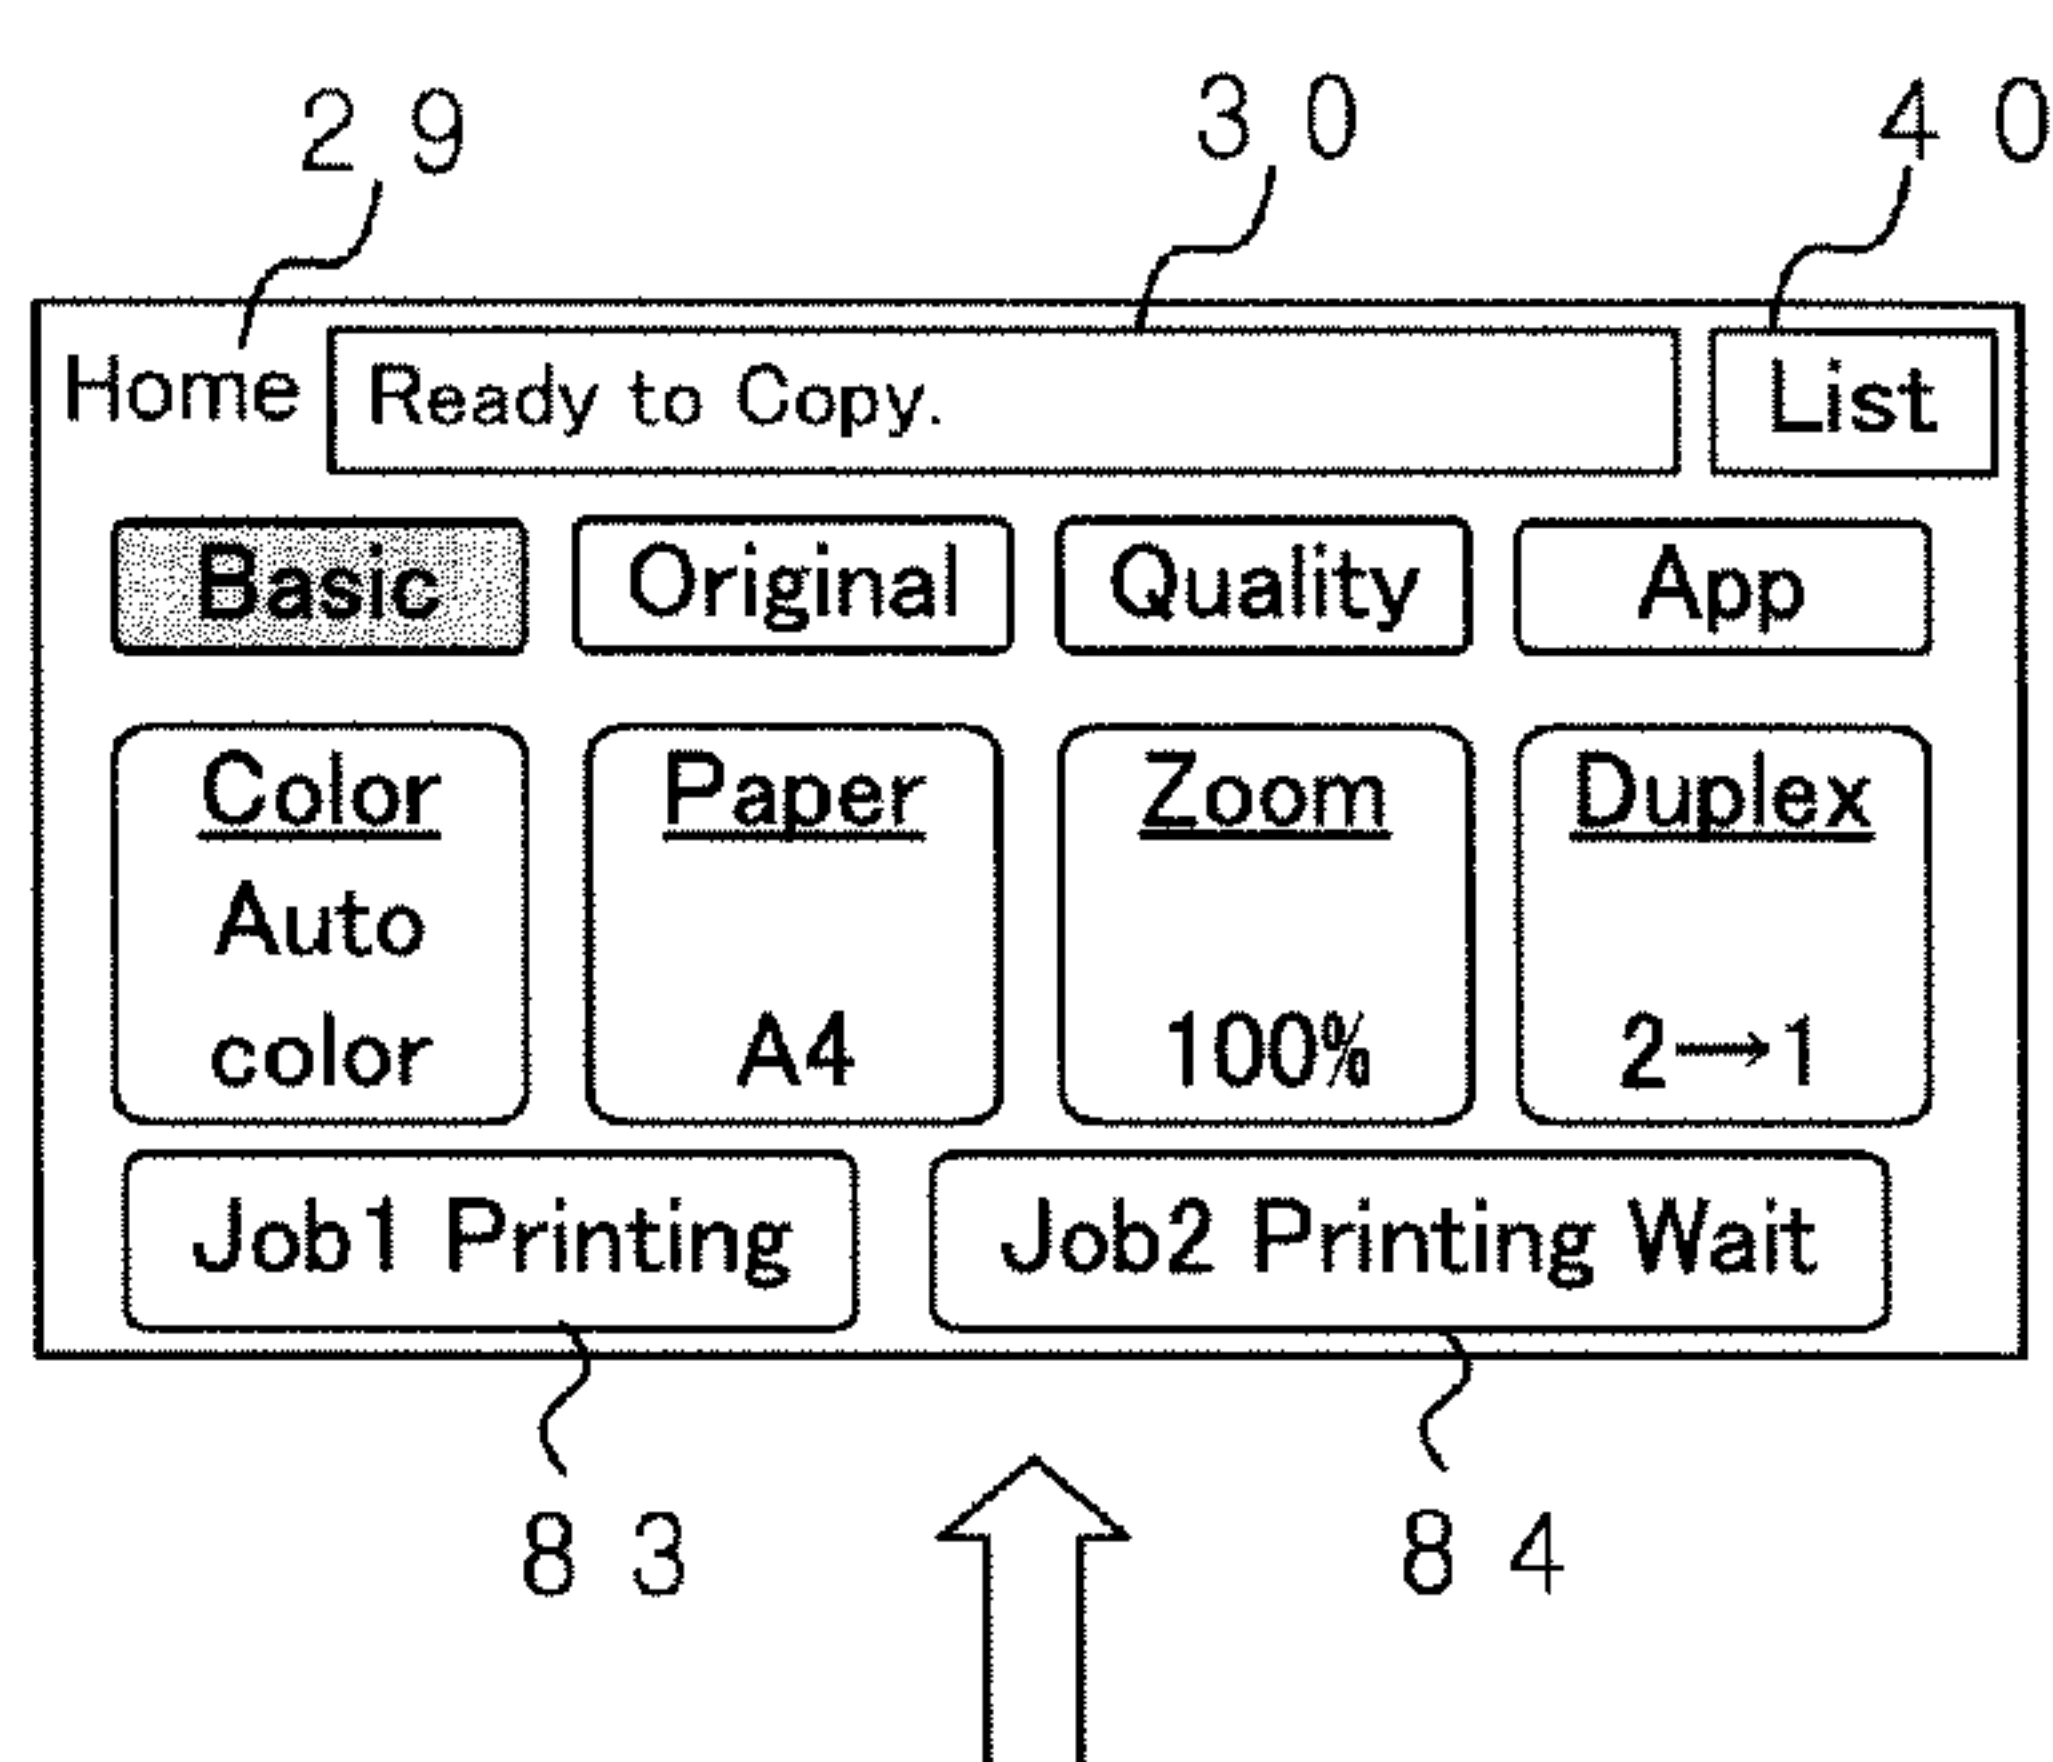 29 30 40
Home Ready to Copy. List
Basic Original Quality App
Color Paper Zoom Duplex
Auto
color A4 100% 2→1
Job1 Printing Job2 Printing Wait
83 84